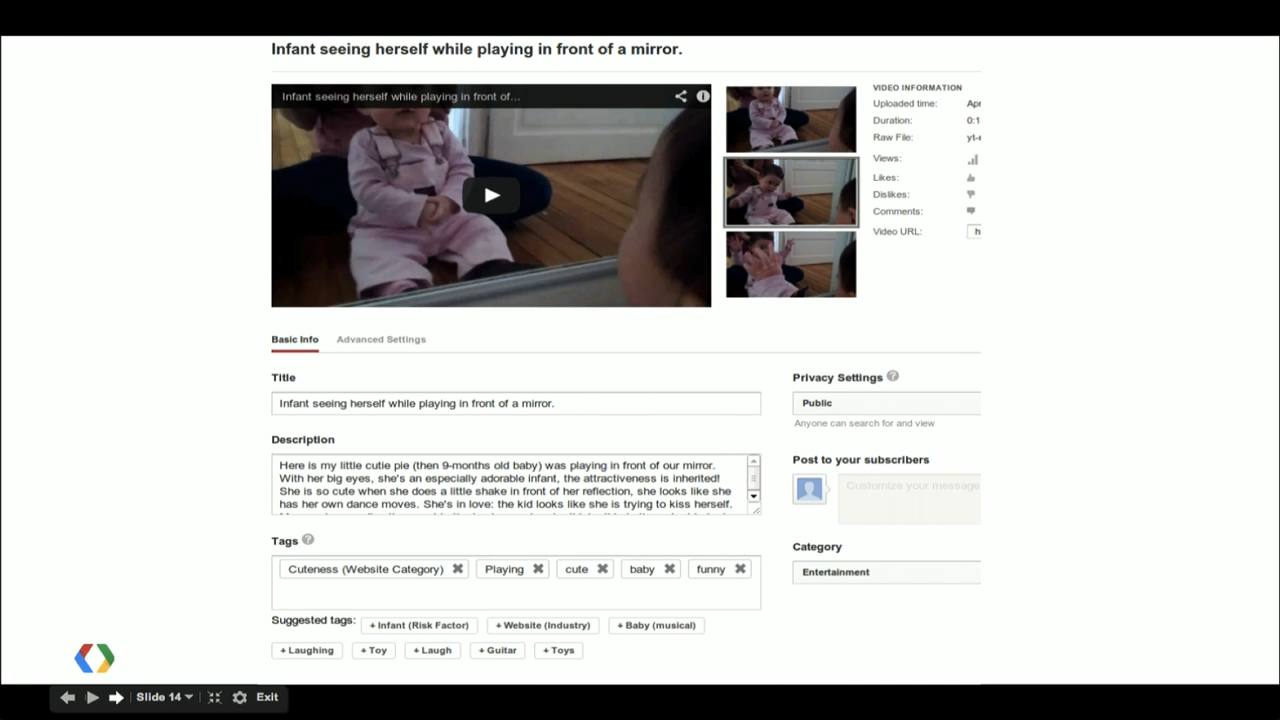 Infant seeing herself while playing in front of a mirror.
Infant seeing herself while playing in front of...
VIDEO INFORMATION
Uploaded time: Apr
Duration: 0:1
Raw File:
Views:
Likes:
Dislikes:
Comments:
Video URL: h
Basic Info Advanced Settings
Title
Infant seeing herself while playing in front of a mirror.
Description
Here is my little cutie pie (then 9-months old baby) was playing in front of our mirror.
With her big eyes, she's an especially adorable infant, the attractiveness is inherited!
She is so cute when she does a little shake in front of her reflection, she looks like she
has her own dance moves. She's in love: the kid looks like she is trying to kiss herself.
Tags
Cuteness (Website Category) Playing cute baby funny
Suggested tags: + Infant (Risk Factor) + Website (Industry) + Baby (musical)
+ Laughing + Toy + Laugh + Guitar + Toys
Privacy Settings
Public
Anyone can search for and view
Post to your subscribers
Customize your message
Category
Entertainment
Slide 14 Exit